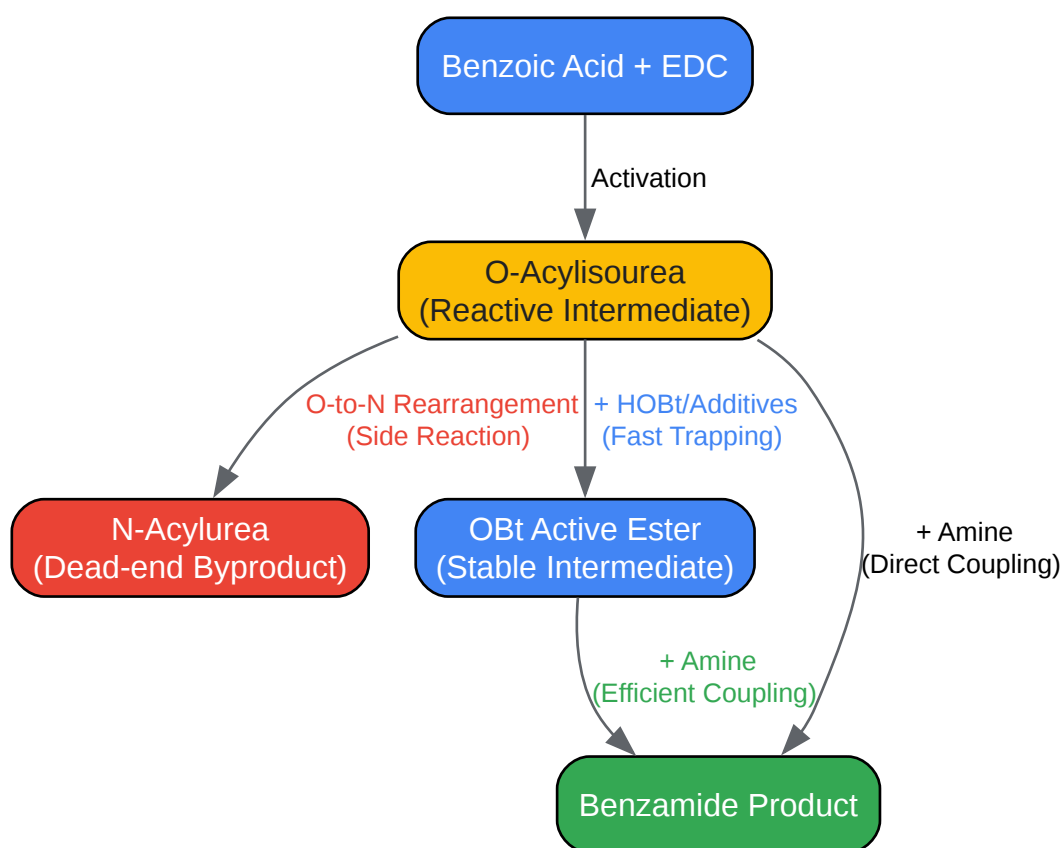 Benzoic Acid + EDC
Activation
O-Acylisourea
(Reactive Intermediate)
O-to-N Rearrangement
(Side Reaction)
+ HOBt/Additives
(Fast Trapping)
N-Acylurea
(Dead-end Byproduct)
OBt Active Ester
(Stable Intermediate)
+ Amine
(Direct Coupling)
+ Amine
(Efficient Coupling)
Benzamide Product